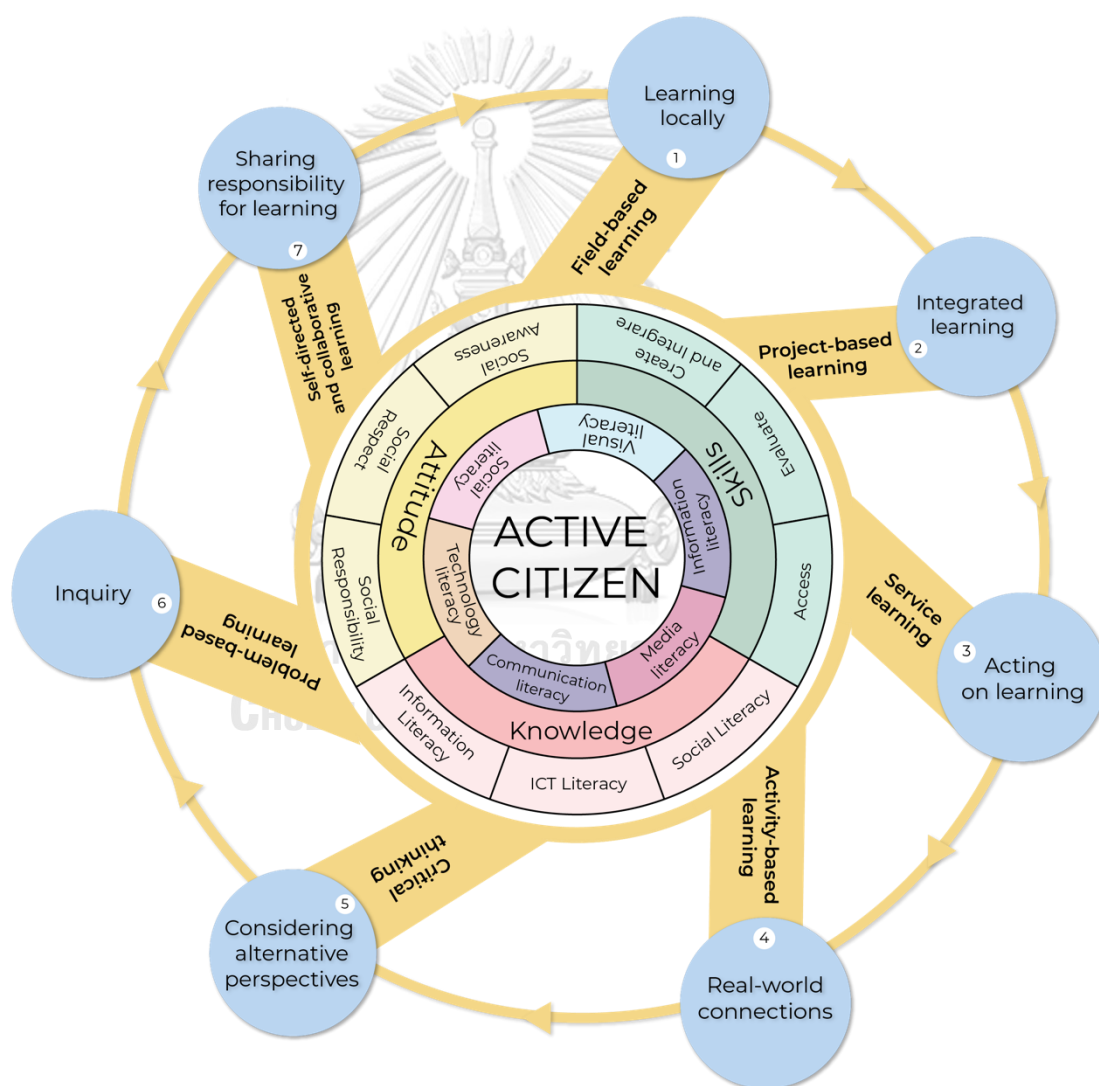 Learning
locally
1
Field-based
learning
Integrated
learning
2
Project-based
learning
Acting
on learning
3
Service
learning
Real-world
connections
4
Activity-based
learning
Considering
alternative
perspectives
5
Critical
thinking
Inquiry
6
Problem-based
learning
Sharing
responsibility
for learning
7
Self-directed
and collaborative
learning
ACTIVE
CITIZEN
Visual
literacy
Information
literacy
Media
literacy
Communication
literacy
Technology
literacy
Social
literacy
Skills
Create
and Integrare
Evaluate
Access
Knowledge
Social Literacy
ICT Literacy
Information
Literacy
Attitude
Social
Responsibility
Social
Respect
Social
Awareness